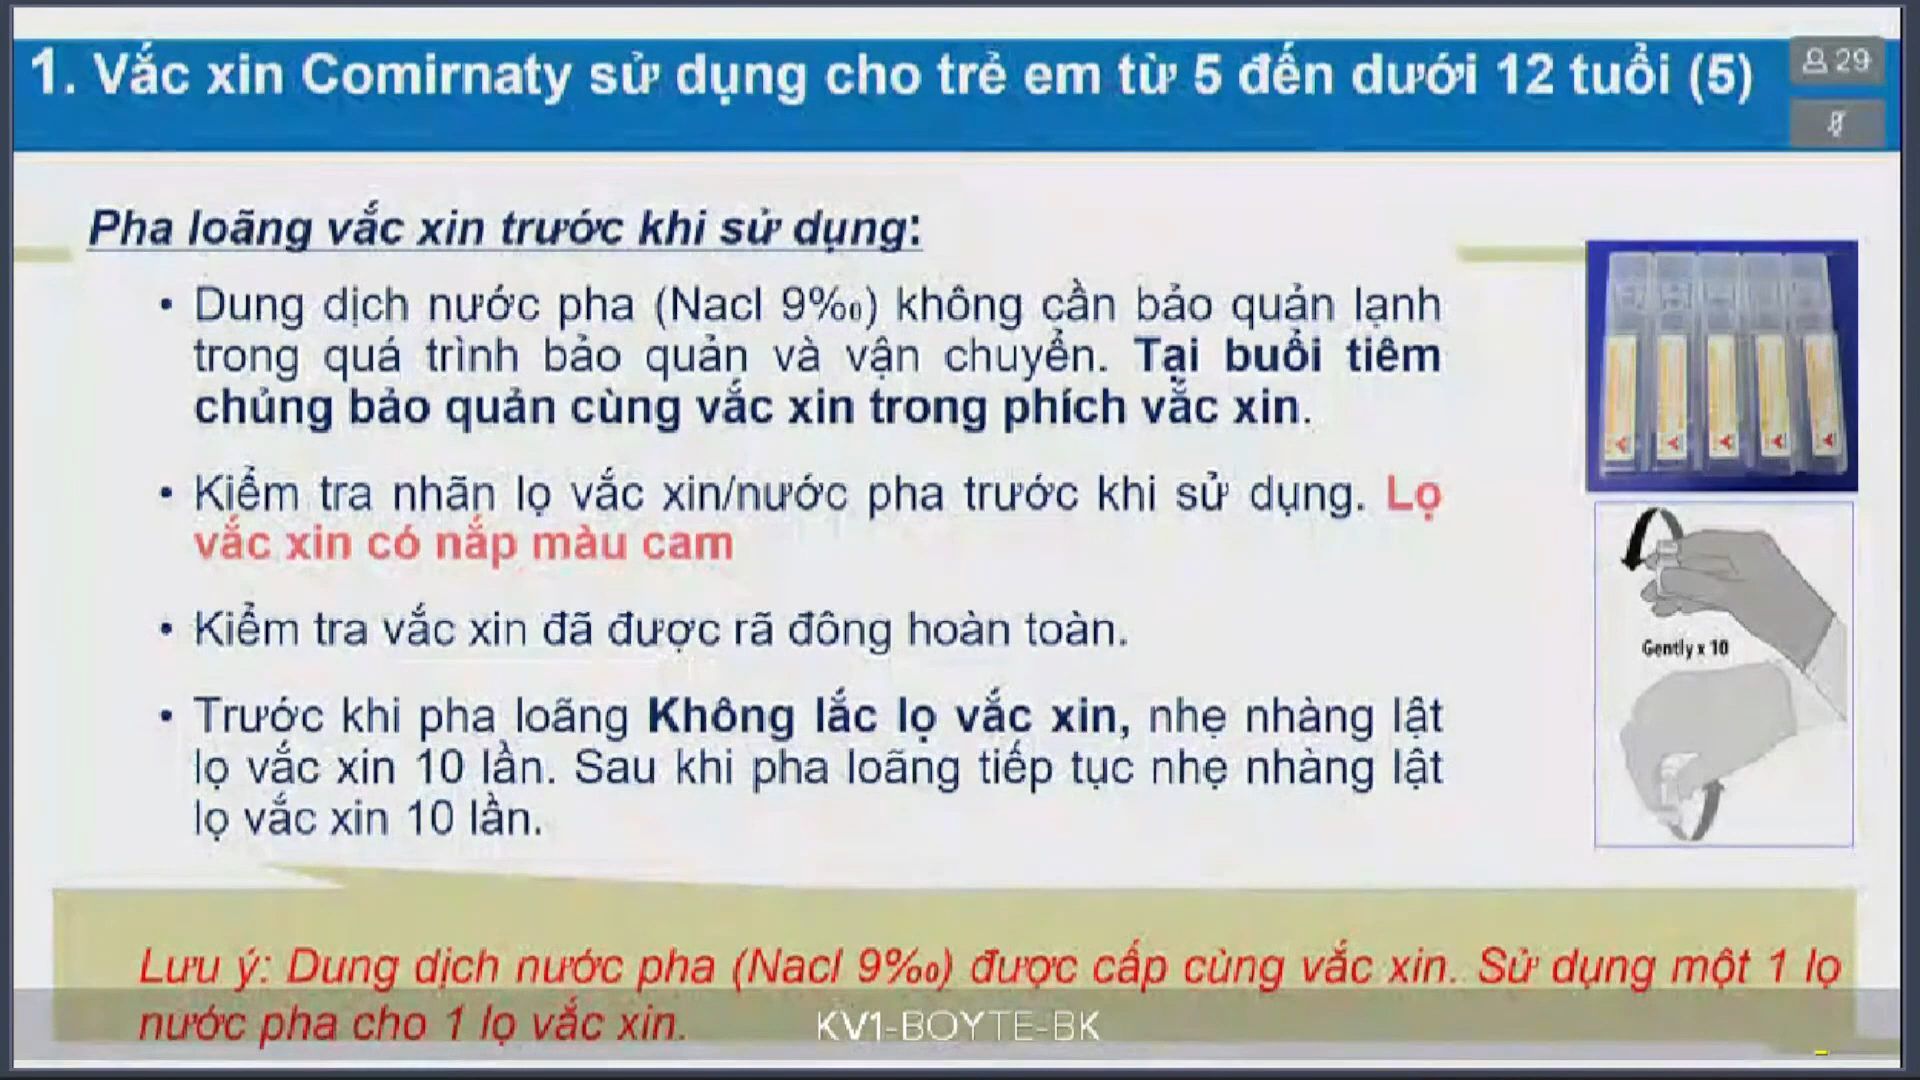 1. Vắc xin Comirnaty sử dụng cho trẻ em từ 5 đến dưới 12 tuổi (5)
29
Pha loãng vắc xin trước khi sử dụng:
• Dung dịch nước pha (Nacl 9‰) không cần bảo quản lạnh
trong quá trình bảo quản và vận chuyển. Tại buổi tiêm
chủng bảo quản cùng vắc xin trong phích vắc xin.
• Kiểm tra nhãn lọ vắc xin/nước pha trước khi sử dụng. Lọ
vắc xin có nắp màu cam
• Kiểm tra vắc xin đã được rã đông hoàn toàn.
• Trước khi pha loãng Không lắc lọ vắc xin, nhẹ nhàng lật
lọ vắc xin 10 lần. Sau khi pha loãng tiếp tục nhẹ nhàng lật
lọ vắc xin 10 lần.
Gently x 10
Lưu ý: Dung dịch nước pha (Nacl 9‰) được cấp cùng vắc xin. Sử dụng một 1 lọ
nước pha cho 1 lọ vắc xin.
KV1-BOYTE-BK